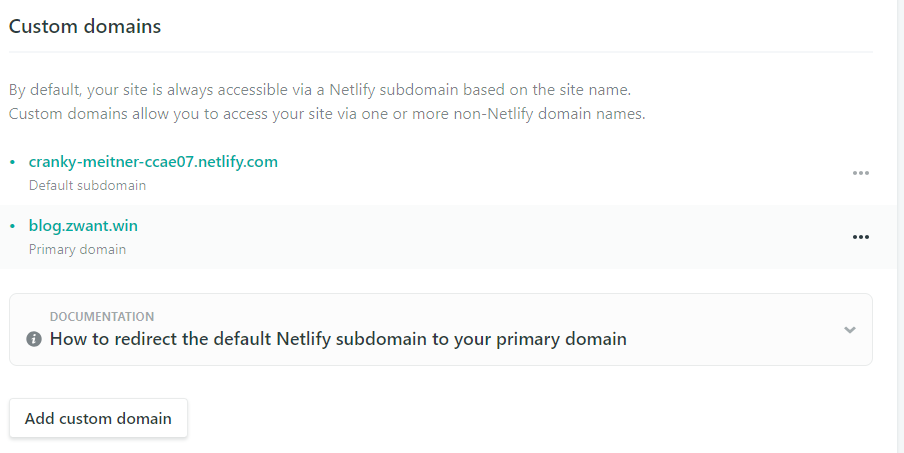 Custom domains
By default, your site is always accessible via a Netlify subdomain based on the site name.
Custom domains allow you to access your site via one or more non-Netlify domain names.
cranky-meitner-ccae07.netlify.com
Default subdomain
blog.zwant.win
Primary domain
DOCUMENTATION
How to redirect the default Netlify subdomain to your primary domain
Add custom domain